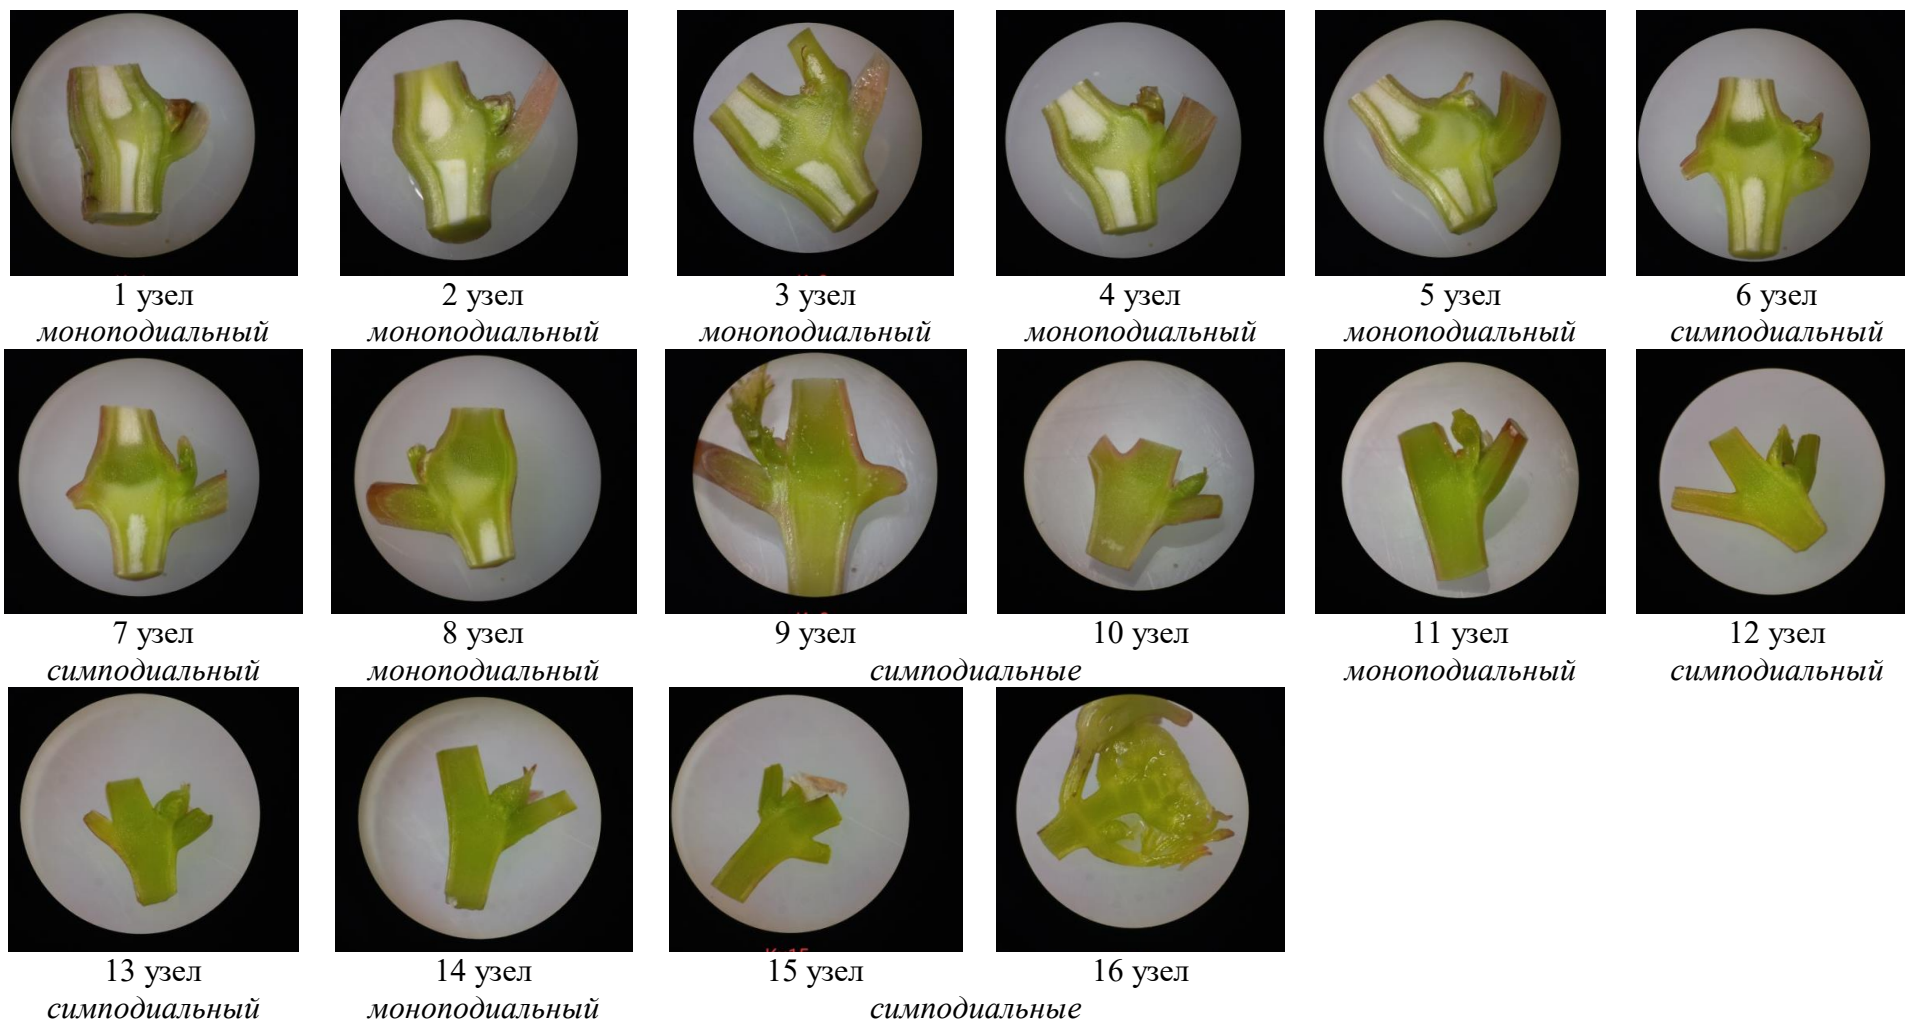 1 узел
2 узел
3 узел
4 узел
5 узел
6 узел
моноподиальный
моноподиальный
моноподиальный
моноподиальный
моноподиальный
симподиальный
7 узел
8 узел
9 узел
10 узел
11 узел
12 узел
симподиальный
моноподиальный
симподиальные
моноподиальный
симподиальный
13 узел
14 узел
15 узел
16 узел
симподиальный
моноподиальный
симподиальные